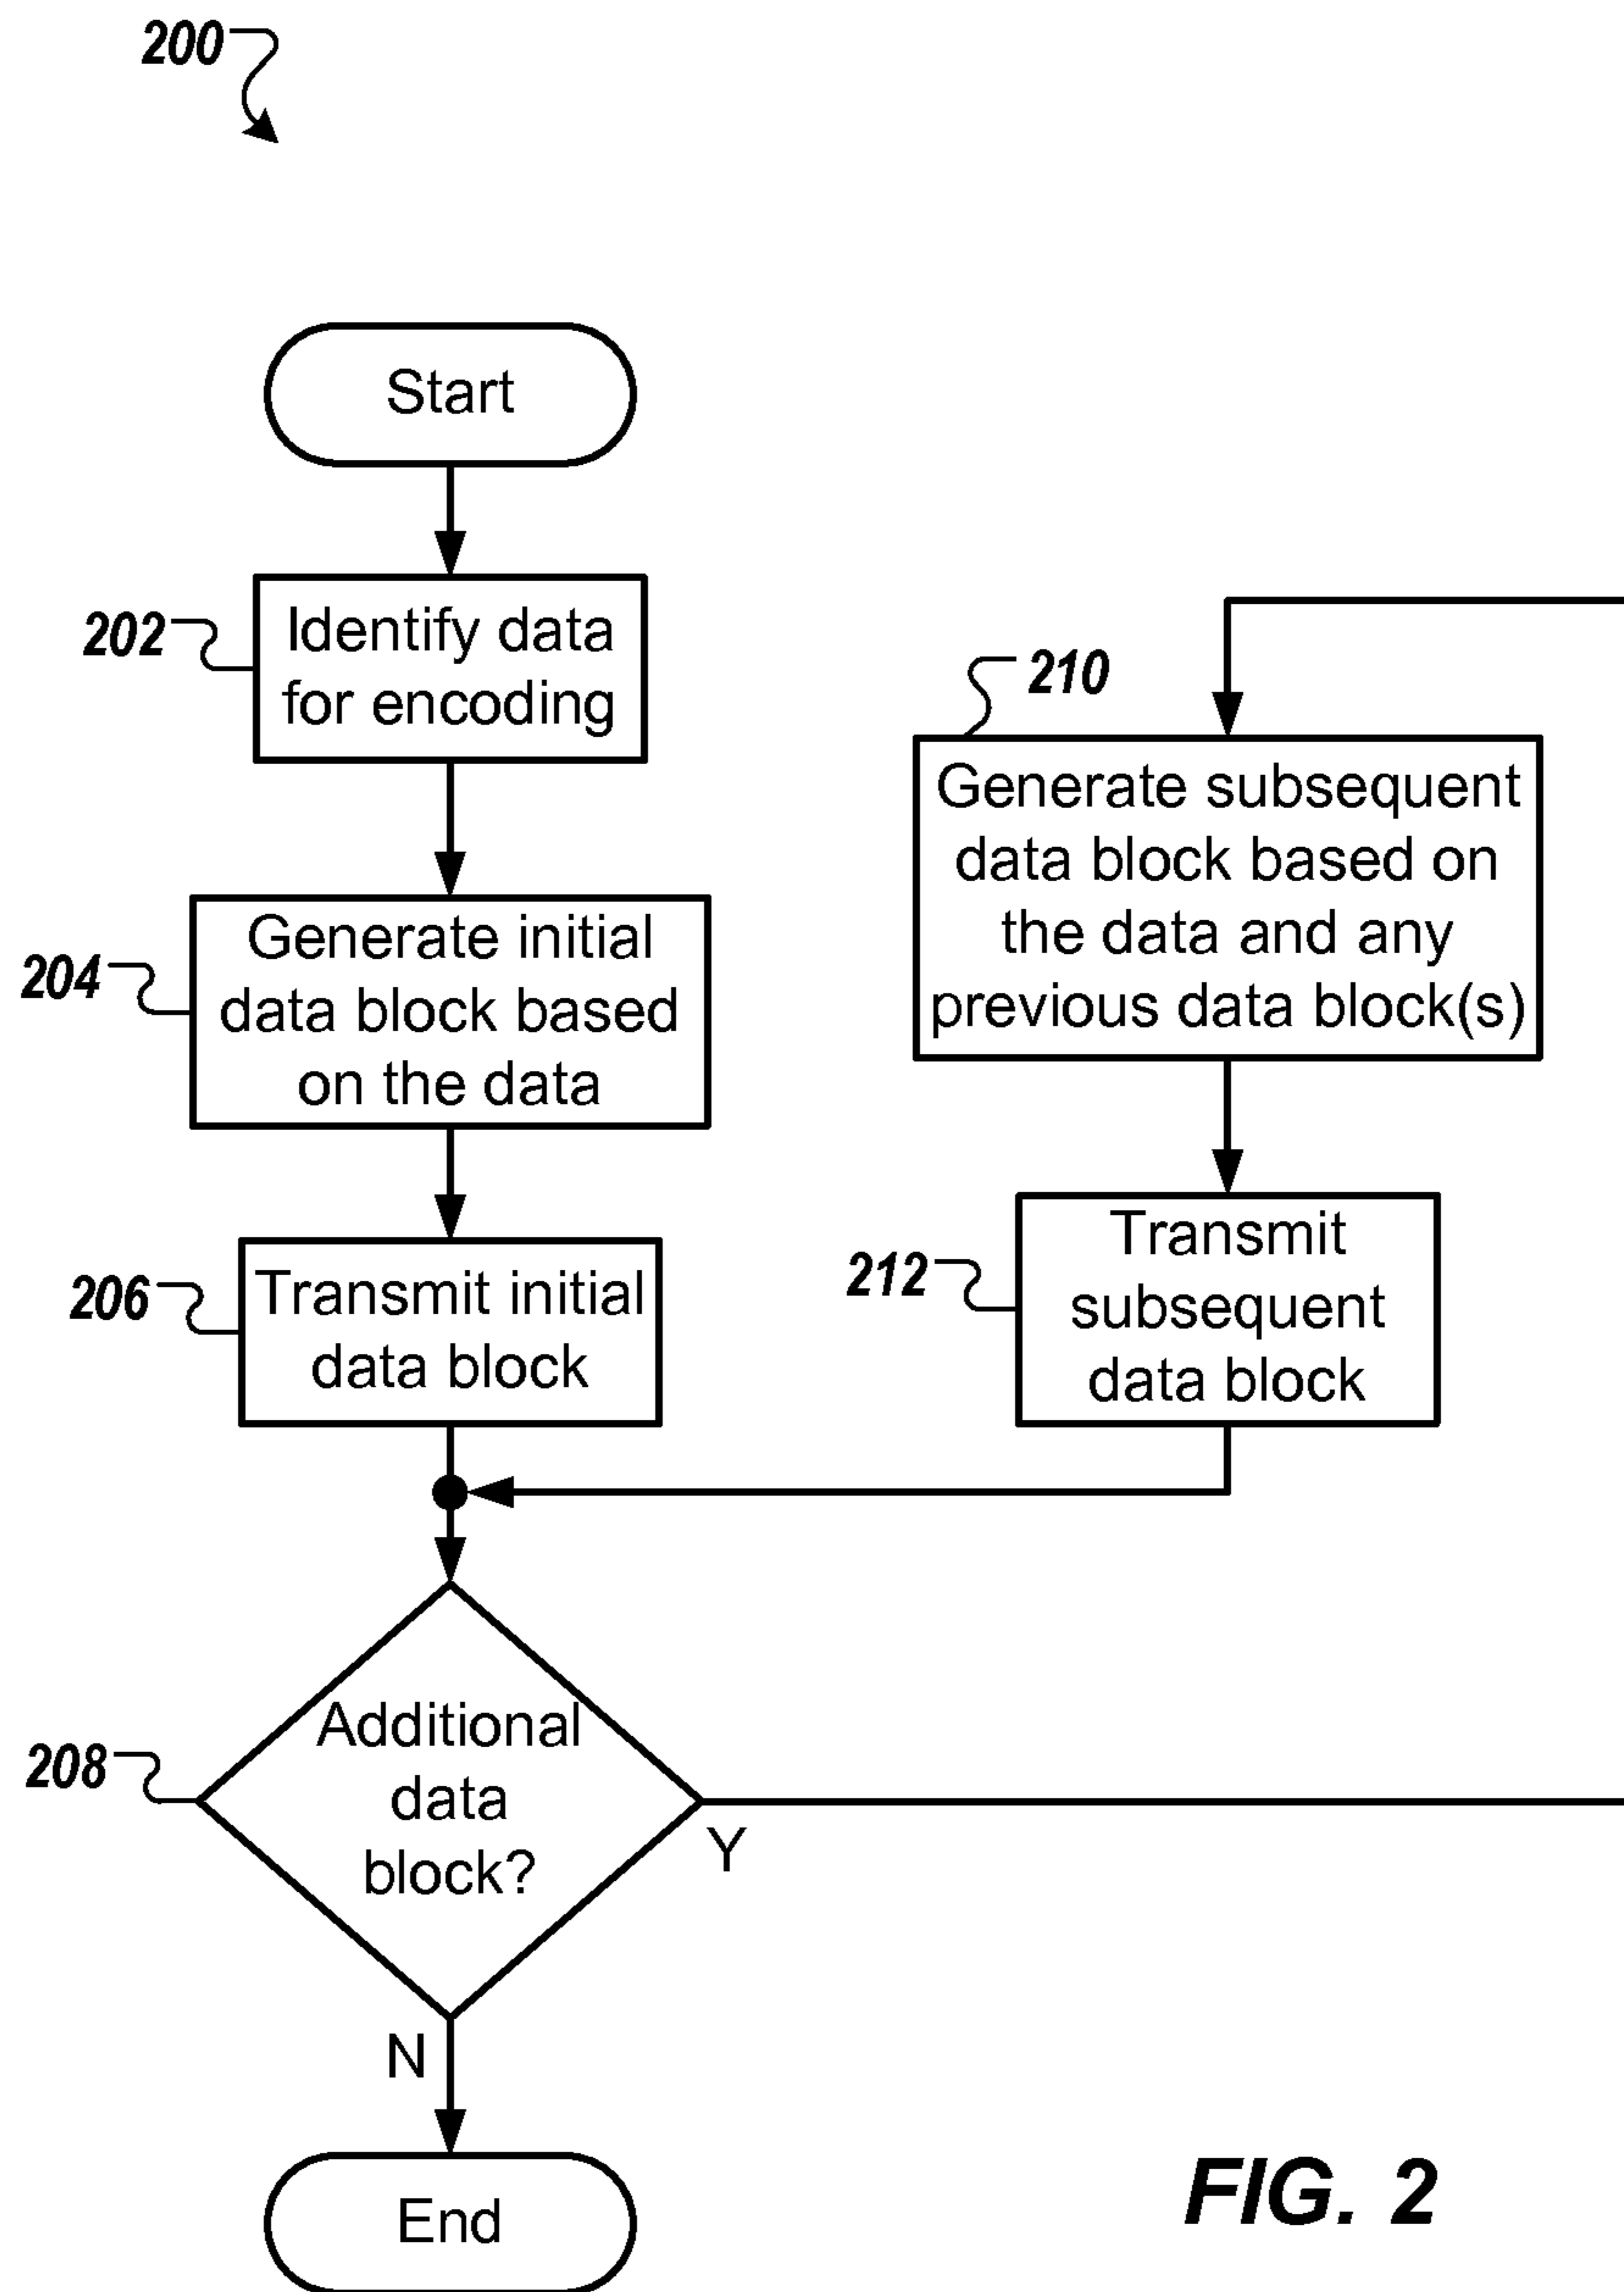 200
Start
202
Identify data
for encoding
204
Generate initial
data block based
on the data
206
Transmit initial
data block
208
Additional
data
block?
Y
N
End
210
Generate subsequent
data block based on
the data and any
previous data block(s)
212
Transmit
subsequent
data block
FIG. 2